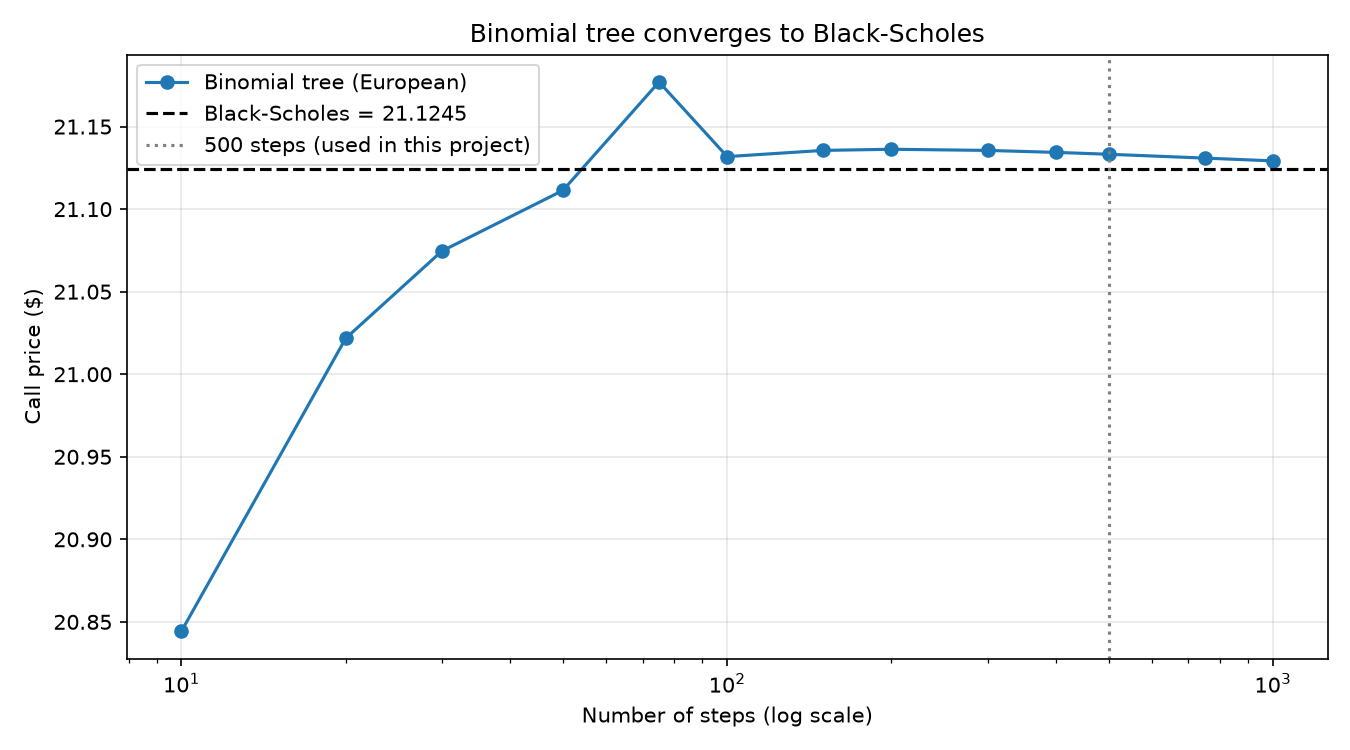 Binomial tree converges to Black-Scholes
Binomial tree (European)
Black-Scholes = 21.1245
500 steps (used in this project)
Call price ($)
21.15
21.10
21.05
21.00
20.95
20.90
20.85
10¹
10²
10³
Number of steps (log scale)